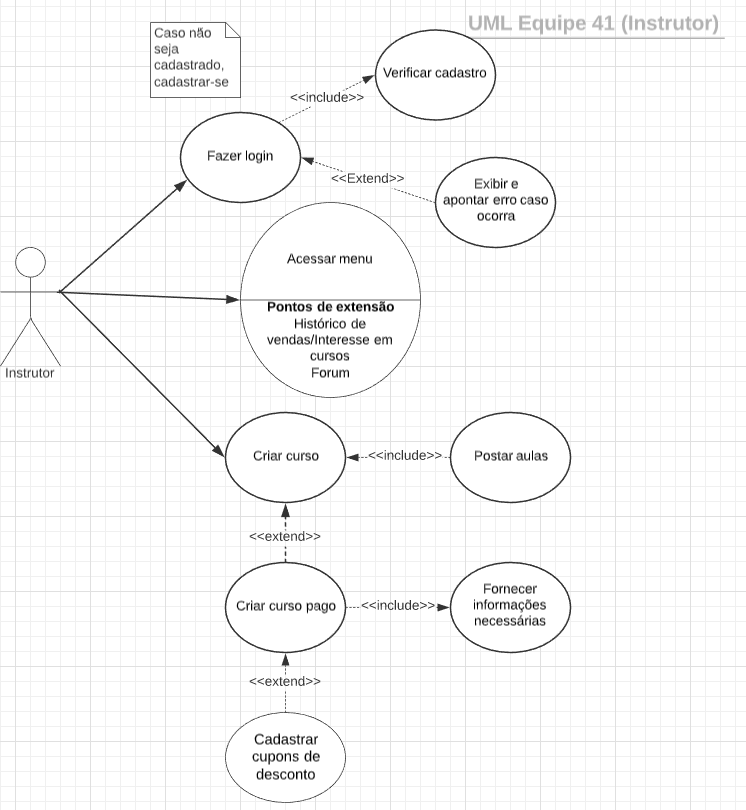 UML Equipe 41 (Instrutor)
Caso não
seja
cadastrado,
cadastrar-se
Verificar cadastro
<<include>>
Fazer login
<<Extend>>
Exibir e
apontar erro caso
ocorra
Acessar menu
Pontos de extensão
Histórico de
vendas/Interesse em
cursos
Forum
Instrutor
Criar curso
<<include>>
Postar aulas
<<extend>>
Criar curso pago
<<include>>
Fornecer
informações
necessárias
<<extend>>
Cadastrar
cupons de
desconto